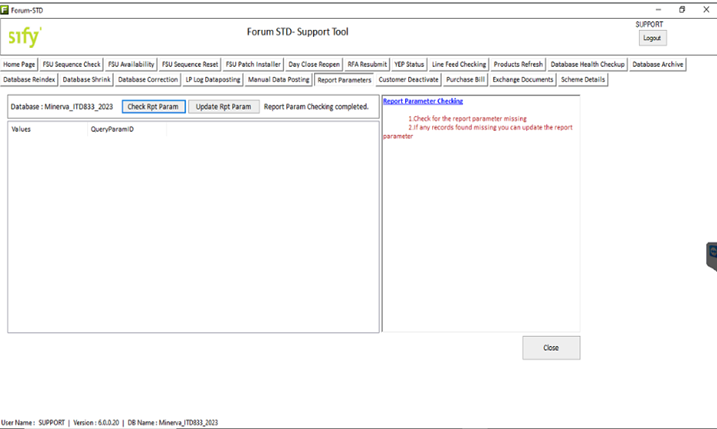 Forum-STD
sify
Forum STD- Support Tool
SUPPORT
Logout
Home Page FSU Sequence Check FSU Availability FSU Sequence Reset FSU Patch Installer Day Close Reopen RFA Resubmit YEP Status Line Feed Checking Products Refresh Database Health Checkup Database Archive
Database Reindex Database Shrink Database Correction LP Log Dataposting Manual Data Posting Report Parameters Customer Deactivate Purchase Bill Exchange Documents Scheme Details
Database : Minerva_ITD833_2023 Check Rpt Param Update Rpt Param Report Param Checking completed.
Values QueryParamID
Report Parameter Checking
1.Check for the report parameter missing
2.If any records found missing you can update the report
parameter
Close
User Name : SUPPORT | Version : 6.0.0.20 | DB Name : Minerva_ITD833_2023